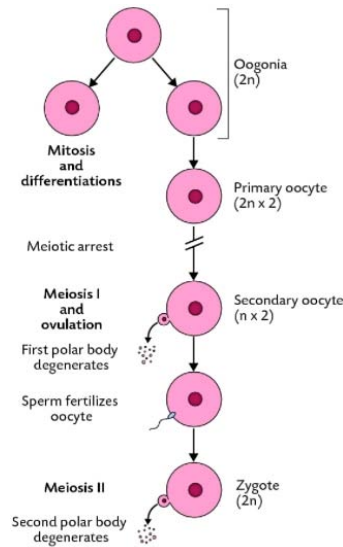 Oogonia
(2n)
Mitosis
and
differentiations
Primary oocyte
(2n x 2)
Meiotic arrest
Meiosis I
and
ovulation
Secondary oocyte
(n x 2)
First polar body
degenerates
Sperm fertilizes
oocyte
Meiosis II
Zygote
(2n)
Second polar body
degenerates